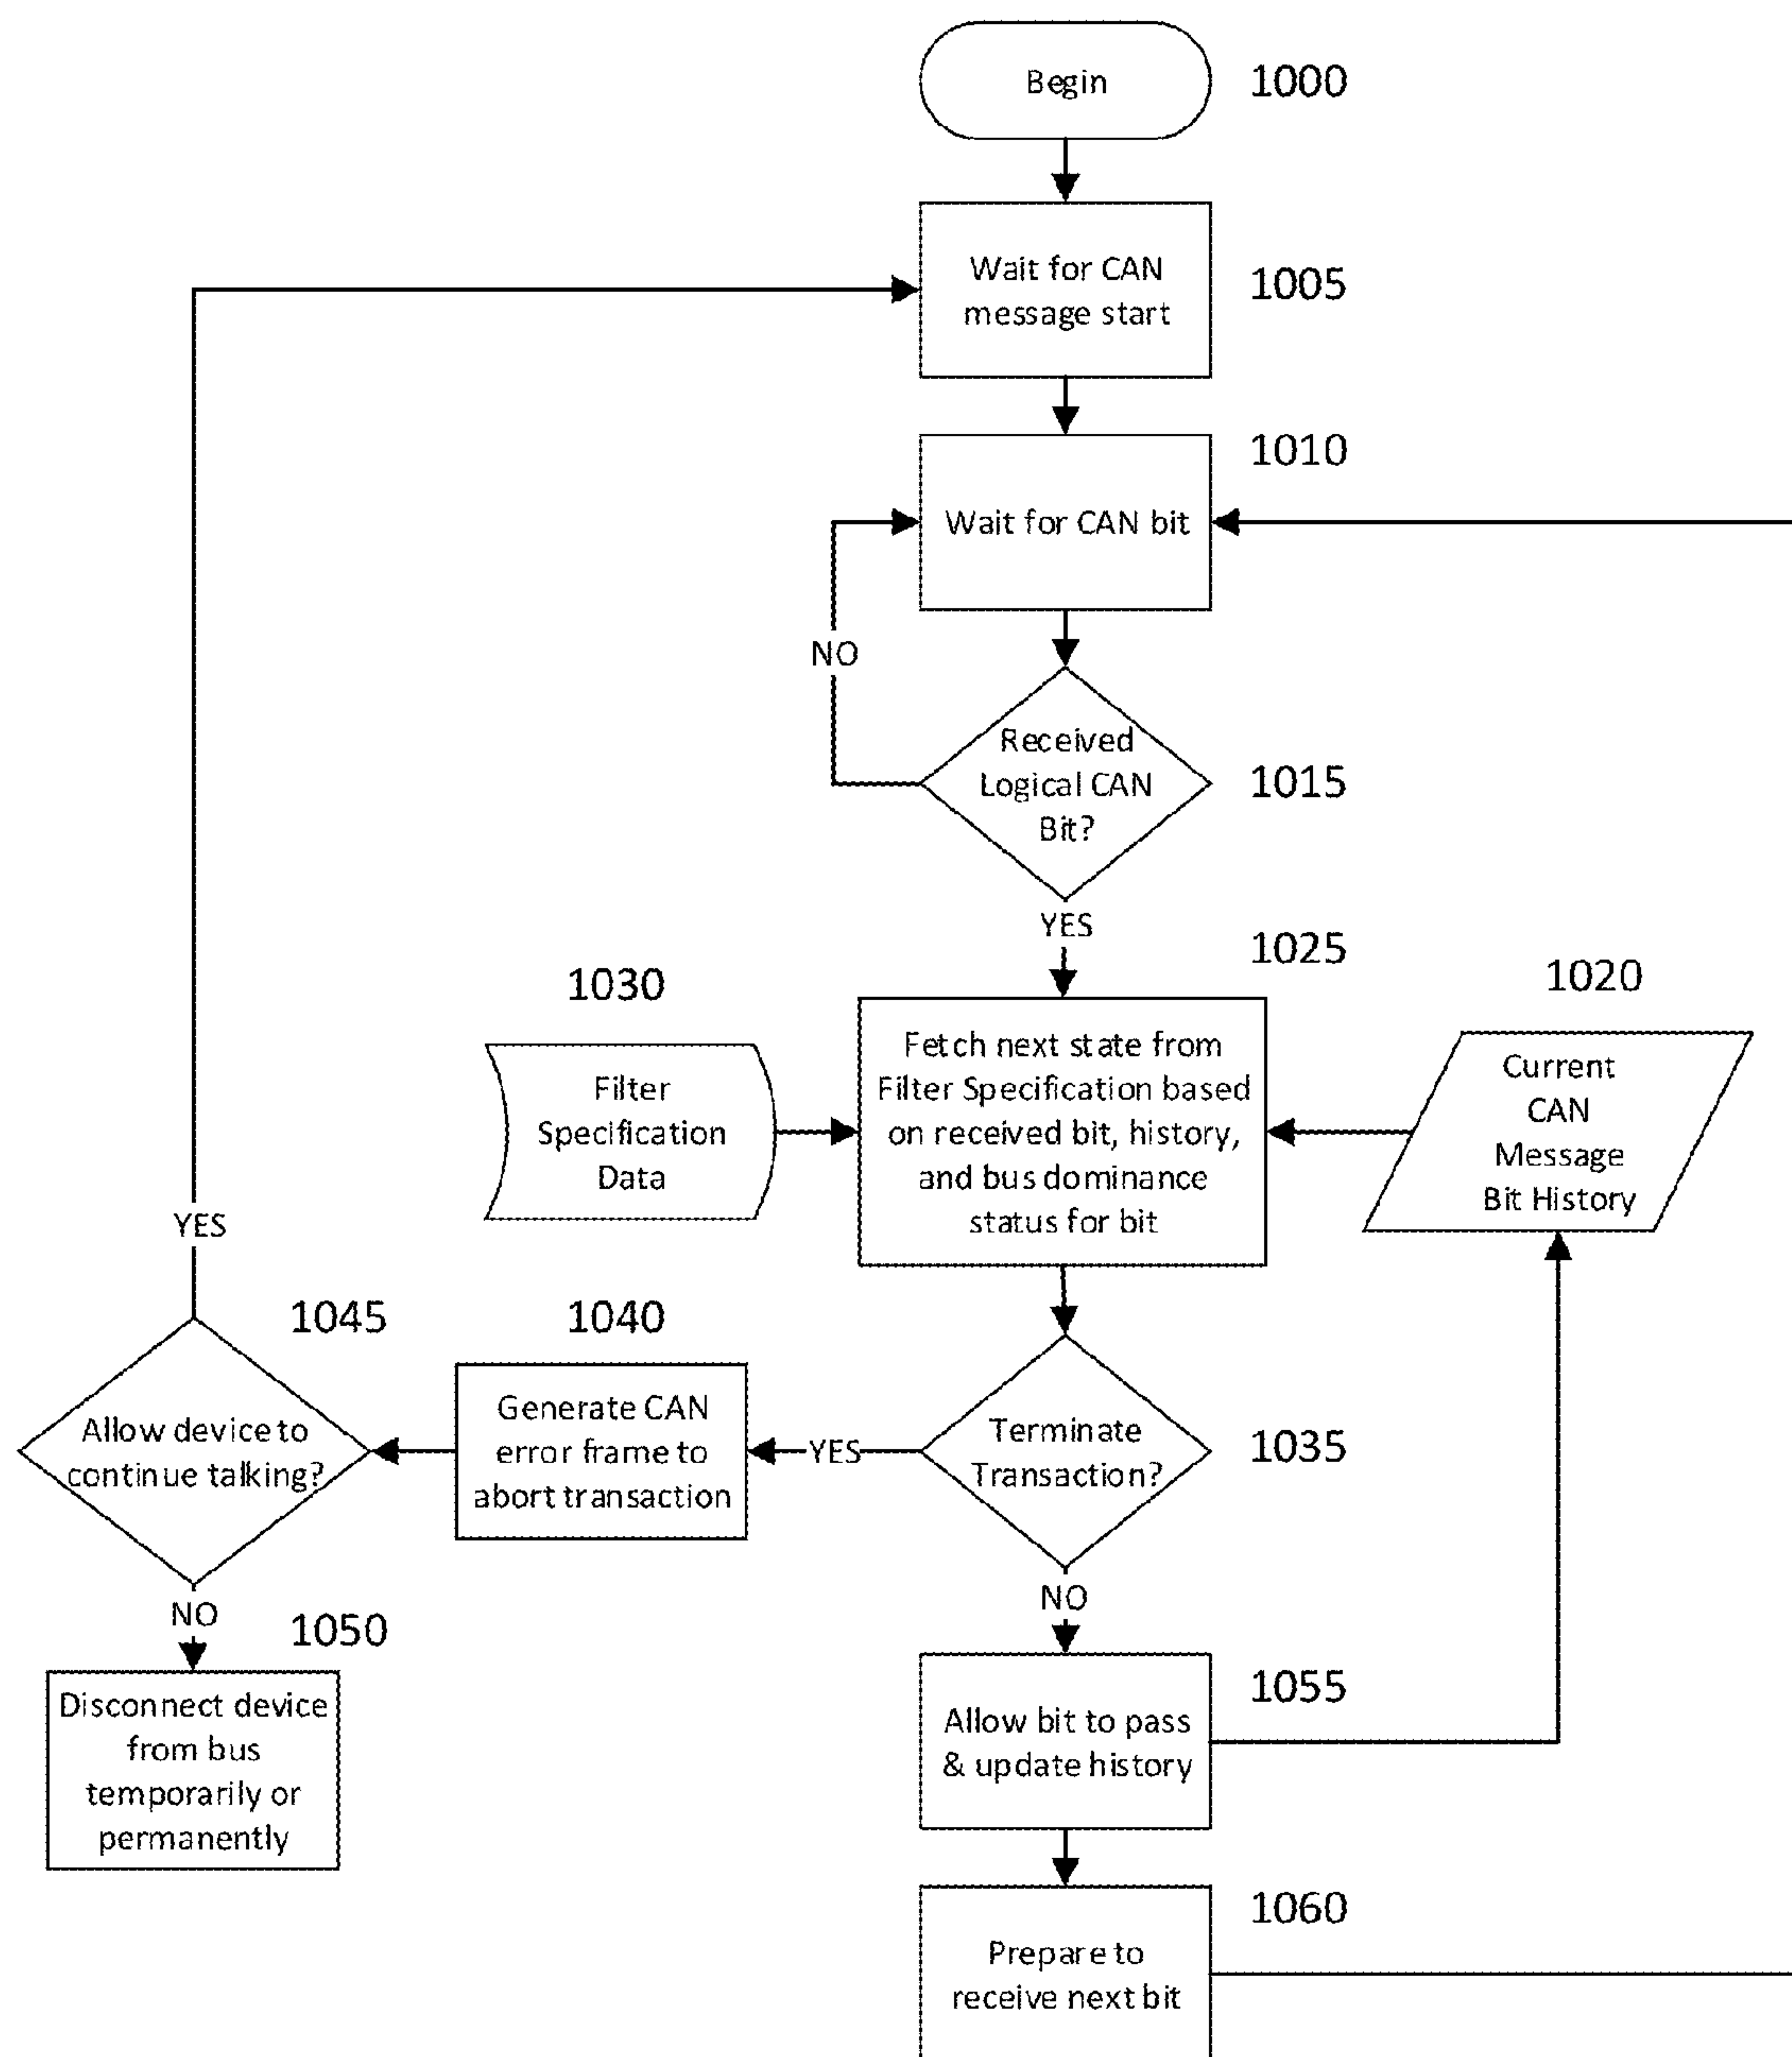 Begin
1000
Wait for CAN
message start
1005
1010
Wait for CAN bit
NO
Received
Logical CAN
Bit?
1015
YES
1025
1030
1020
Filter
Specification
Data
Fetch next state from
Filter Specification based
on received bit, history,
and bus dominance
status for bit
Current
CAN
Message
Bit History
YES
1045
1040
Allow device to
continue talking?
Generate CAN
error frame to
abort transaction
YES
Terminate
Transaction?
1035
NO
1050
NO
Disconnect device
from bus
temporarily or
permanently
1055
Allow bit to pass
& update history
1060
Prepare to
receive next bit